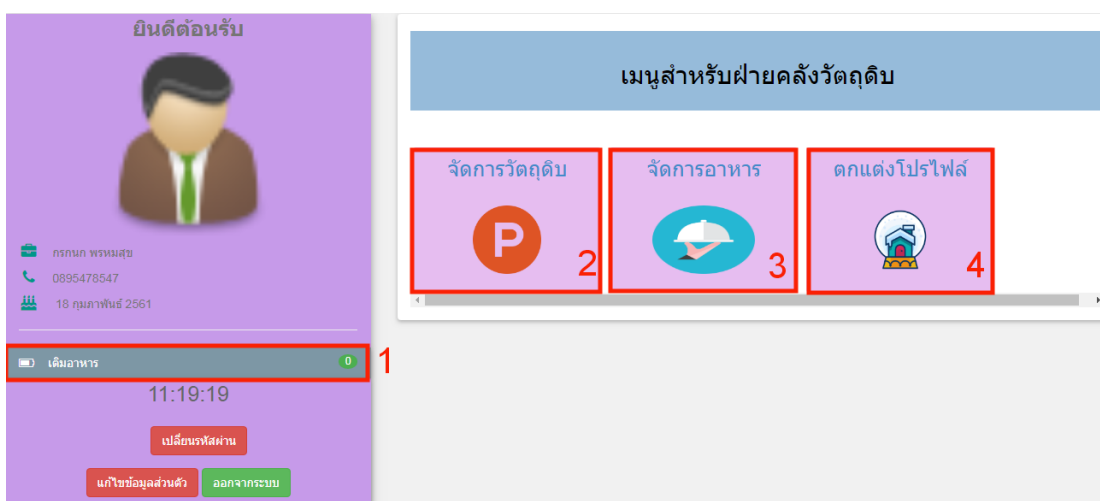 ยินดีต้อนรับ
กรกนก พรหมสุข
0895478547
18 กุมภาพันธ์ 2561
เติมอาหาร 0
1
11:19:19
เปลี่ยนรหัสผ่าน
แก้ไขข้อมูลส่วนตัว ออกจากระบบ
เมนูสำหรับฝ่ายคลังวัตถุดิบ
จัดการวัตถุดิบ จัดการอาหาร ตกแต่งโปรไฟล์
P
2 3 4